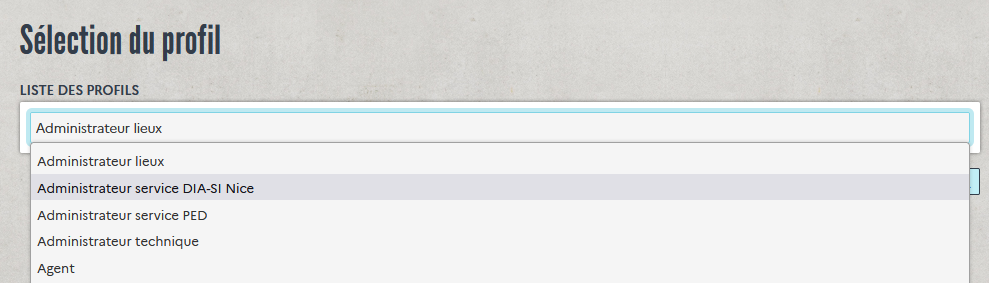 Sélection du profil
LISTE DES PROFILS
Administrateur lieux
Administrateur lieux
Administrateur service DIA-SI Nice
Administrateur service PED
Administrateur technique
Agent